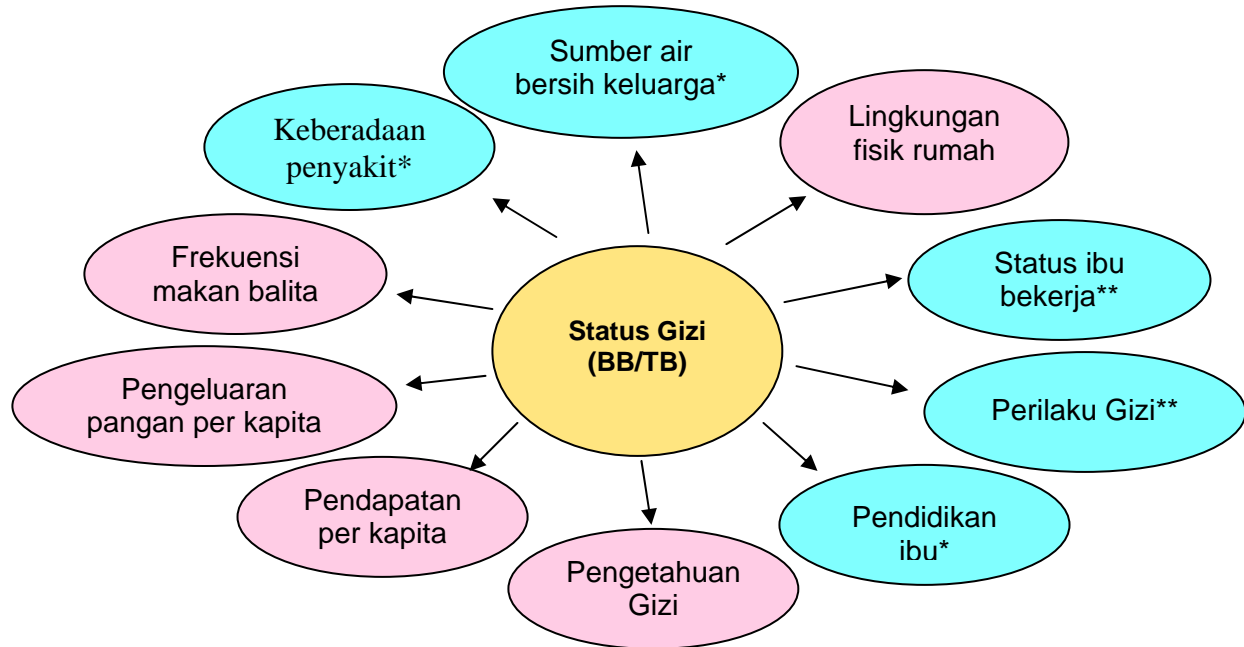 Sumber air
bersih keluarga*
Keberadaan
penyakit*
Lingkungan
fisik rumah
Frekuensi
makan balita
Status ibu
bekerja**
Status Gizi
(BB/TB)
Pengeluaran
pangan per kapita
Perilaku Gizi**
Pendapatan
per kapita
Pendidikan
ibu*
Pengetahuan
Gizi